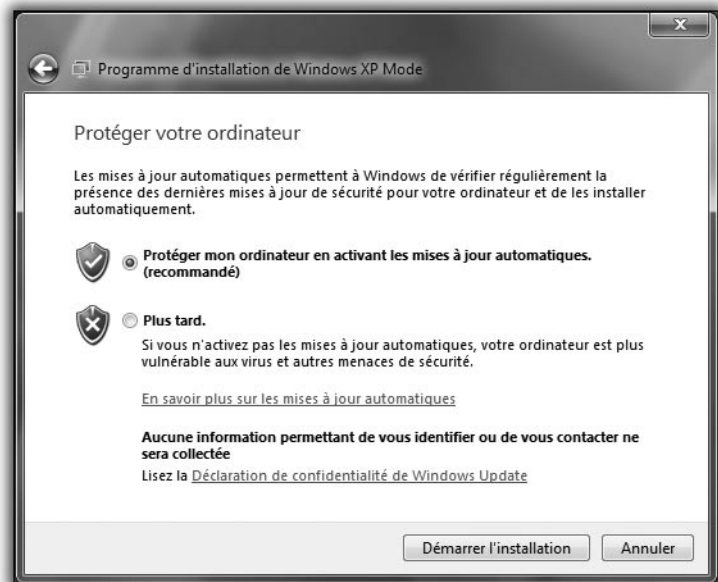 Programme d'installation de Windows XP Mode
Protéger votre ordinateur
Les mises à jour automatiques permettent à Windows de vérifier régulièrement la
présence des dernières mises à jour de sécurité pour votre ordinateur et de les installer
automatiquement.
Protéger mon ordinateur en activant les mises à jour automatiques.
(recommandé)
Plus tard.
Si vous n'activez pas les mises à jour automatiques, votre ordinateur est plus
vulnérable aux virus et autres menaces de sécurité.
En savoir plus sur les mises à jour automatiques
Aucune information permettant de vous identifier ou de vous contacter ne
sera collectée
Lisez la Déclaration de confidentialité de Windows Update
Démarrer l'installation Annuler